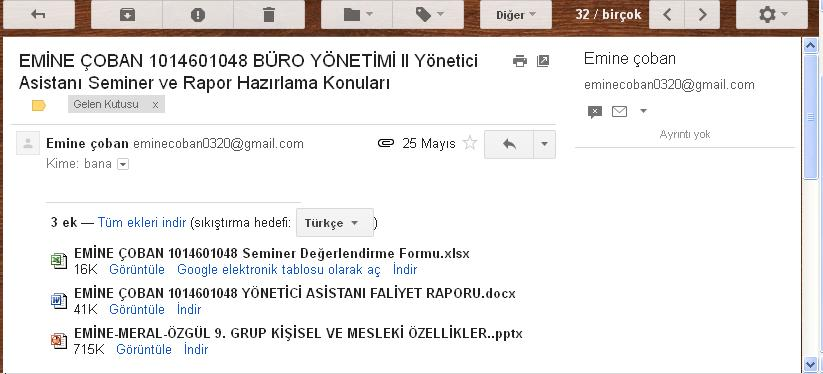 Diğer
32 / birçok
EMİNE ÇOBAN 1014601048 BÜRO YÖNETİMİ II Yönetici
Asistanı Seminer ve Rapor Hazırlama Konuları
Gelen Kutusu x
Emine çoban eminecoban0320@gmail.com
25 Mayıs
Kime: bana
3 ek — Tüm ekleri indir (sıkıştırma hedefi: Türkçe )
EMİNE ÇOBAN 1014601048 Seminer Değerlendirme Formu.xlsx
16K Görüntüle Google elektronik tablosu olarak aç İndir
EMİNE ÇOBAN 1014601048 YÖNETİCİ ASİSTANI FALİYET RAPORU.docx
41K Görüntüle İndir
EMİNE-MERAL-ÖZGÜL 9. GRUP KİŞİSEL VE MESLEKİ ÖZELLİKLER..pptx
715K Görüntüle İndir
Emine çoban
eminecoban0320@gmail.com
Ayrıntı yok